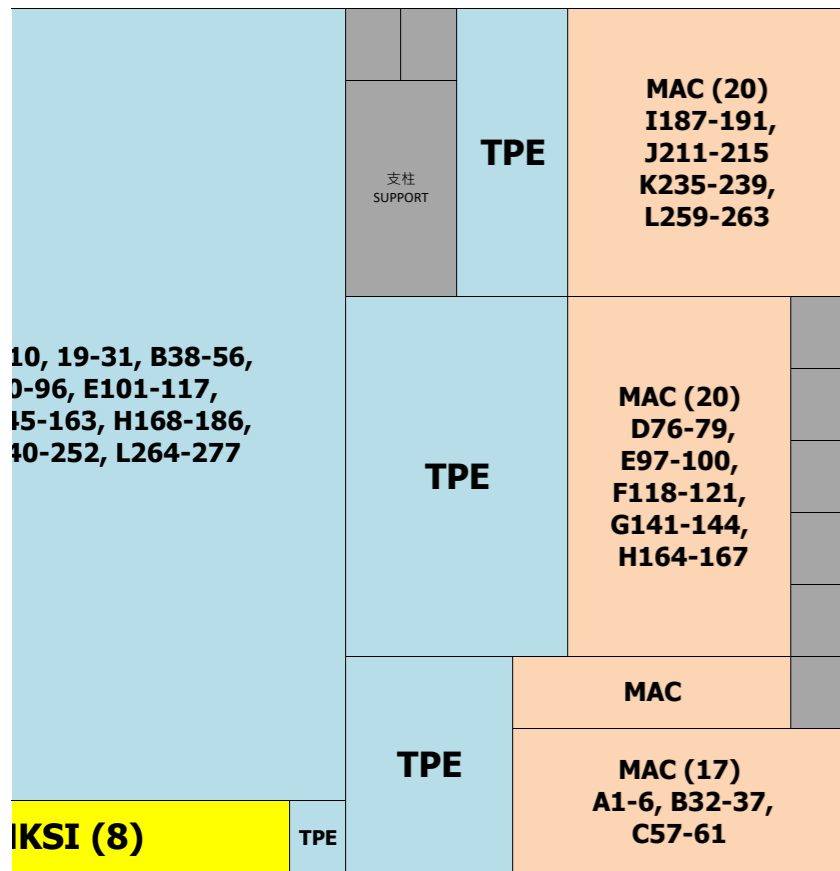 TPE
MAC (20)
I187-191,
J211-215
K235-239,
L259-263
支柱
SUPPORT
10, 19-31, B38-56,
0-96, E101-117,
45-163, H168-186,
40-252, L264-277
TPE
MAC (20)
D76-79,
E97-100,
F118-121,
G141-144,
H164-167
MAC
TPE
MAC (17)
A1-6, B32-37,
C57-61
HKSI (8)
TPE